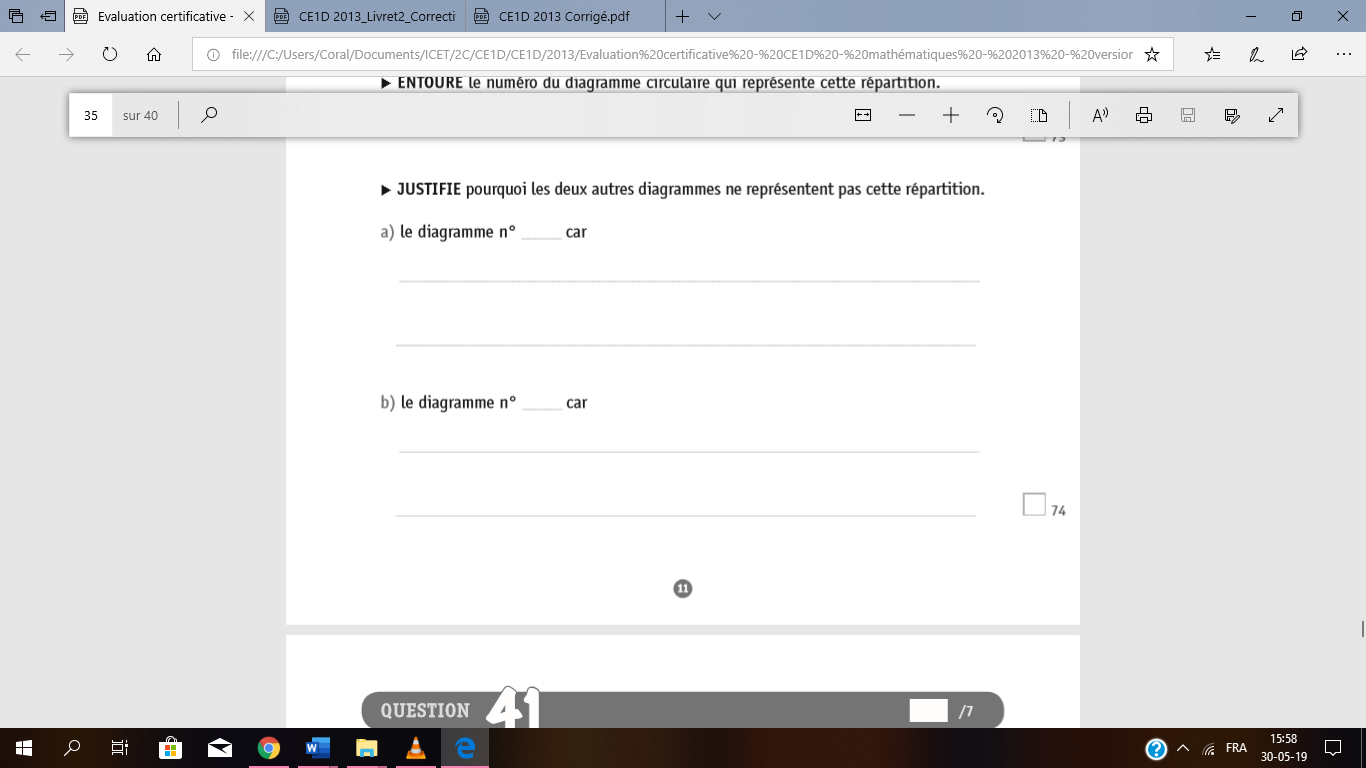 Evaluation certificative -
CE1D 2013_Livret2_Correcti
CE1D 2013 Corrigé.pdf
file:///C:/Users/Coral/Documents/ICET/2C/CE1D/CE1D/2013/Evaluation%20certificative%20-%20CE1D%20-%20mathématiques%20-%202013%20-%20versior
► ENTOURE le numéro du diagramme circulaire qui représente cette répartition.
35 sur 40
73
► JUSTIFIE pourquoi les deux autres diagrammes ne représentent pas cette répartition.
a) le diagramme n° _____ car
b) le diagramme n° _____ car
74
11
QUESTION 41 /7
FRA
15:58
30-05-19